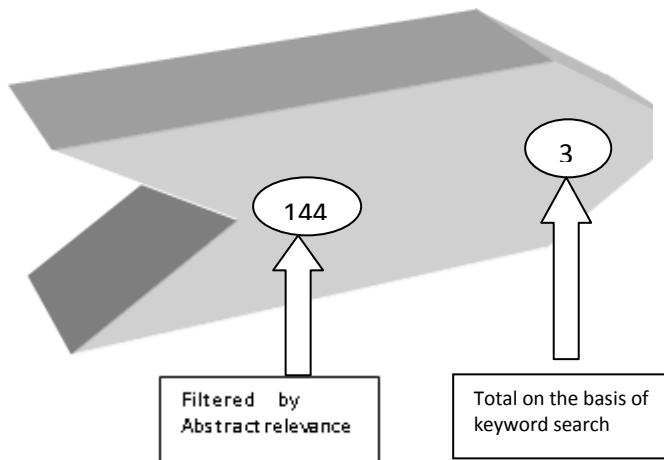 3
144
Filtered by
Abstract relevance
Total on the basis of
keyword search